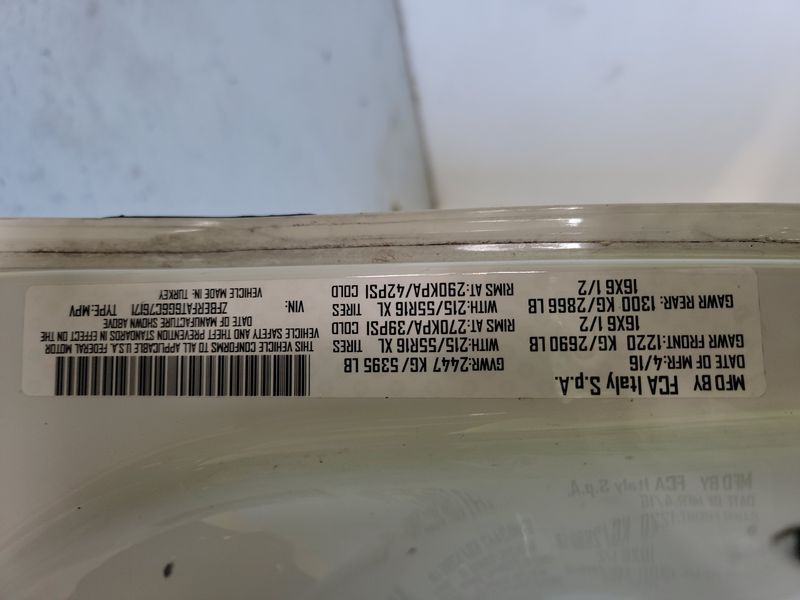 MFD BY FCA Italy S.p.A.
DATE OF MFR:4/16
GAWR FRONT:1220 KG/2690 LB
16X6 1/2
GAWR REAR: 1300 KG/2866 LB
16X6 1/2
GVWR:2447 KG/5395 LB
TIRES WITH:215/55R16 XL
RIMS AT:270KPA/39PSI COLD
TIRES WITH:215/55R16 XL
RIMS AT:290KPA/42PSI COLD
THIS VEHICLE CONFORMS TO ALL APPLICABLE U.S.A. FEDERAL MOTOR
VEHICLE SAFETY AND THEFT PREVENTION STANDARDS IN EFFECT ON THE
DATE OF MANUFACTURE SHOWN ABOVE
VIN: ZFBERFAT6G6C76171 TYPE: MPV
VEHICLE MADE IN: TURKEY